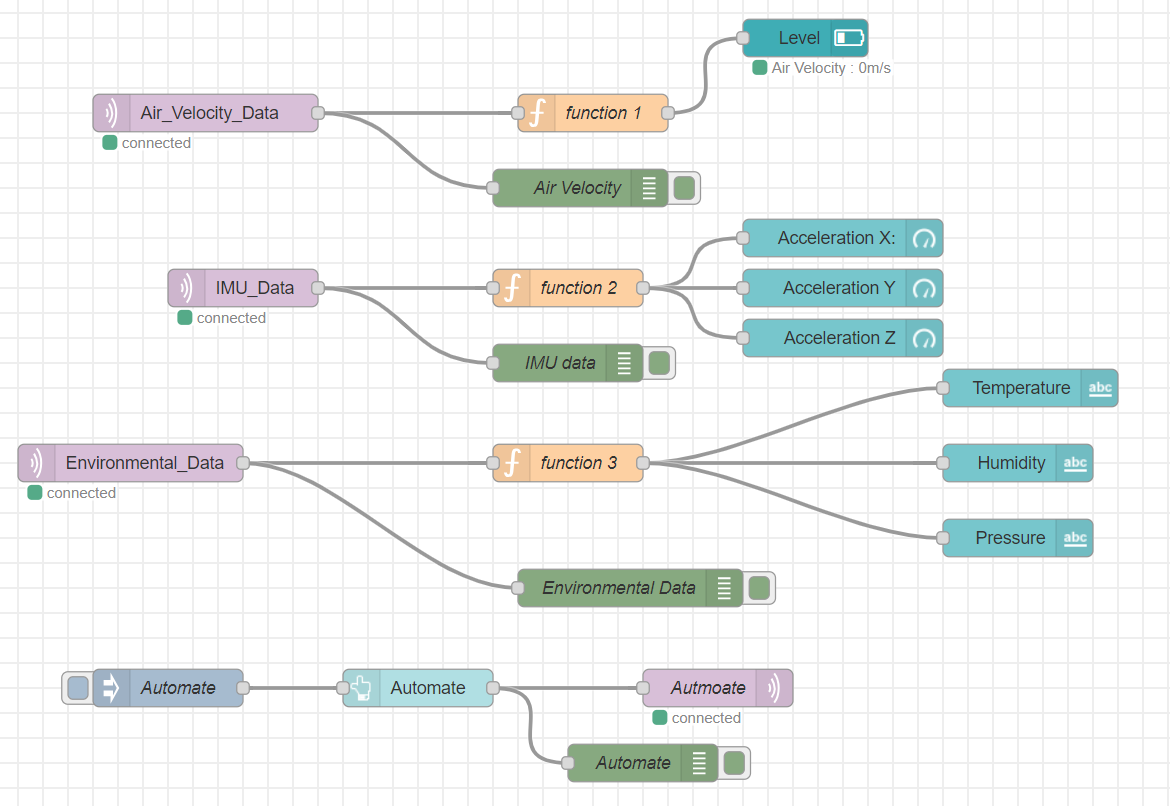 Level
Air Velocity : 0m/s
Air_Velocity_Data
connected
function 1
Air Velocity
Acceleration X:
IMU_Data
connected
function 2
Acceleration Y
Acceleration Z
IMU data
Temperature
abc
Environmental_Data
connected
function 3
Humidity
abc
Pressure
abc
Environmental Data
Automate
Automate
Autmoate
connected
Automate